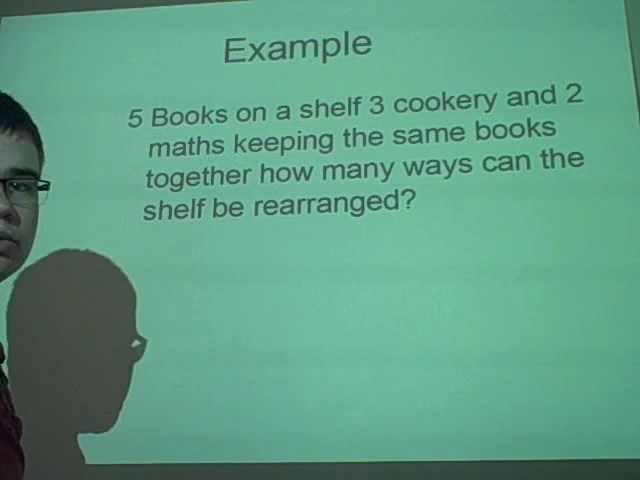 Example
5 Books on a shelf 3 cookery and 2
maths keeping the same books
together how many ways can the
shelf be rearranged?